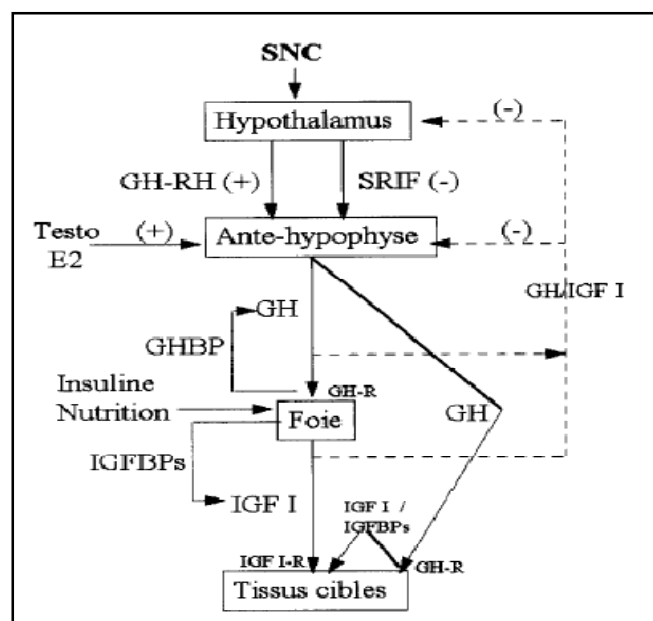 SNC
(-)
Hypothalamus
GH-RH (+) SRIF (-)
Testo (+) (-)
Ante-hypophyse
E2
GH/IGF I
GH
GHBP
Insuline GH-R
Nutrition Foie GH
IGFBPs
IGF I IGF I /
IGFBPs
IGF I-R GH-R
Tissus cibles